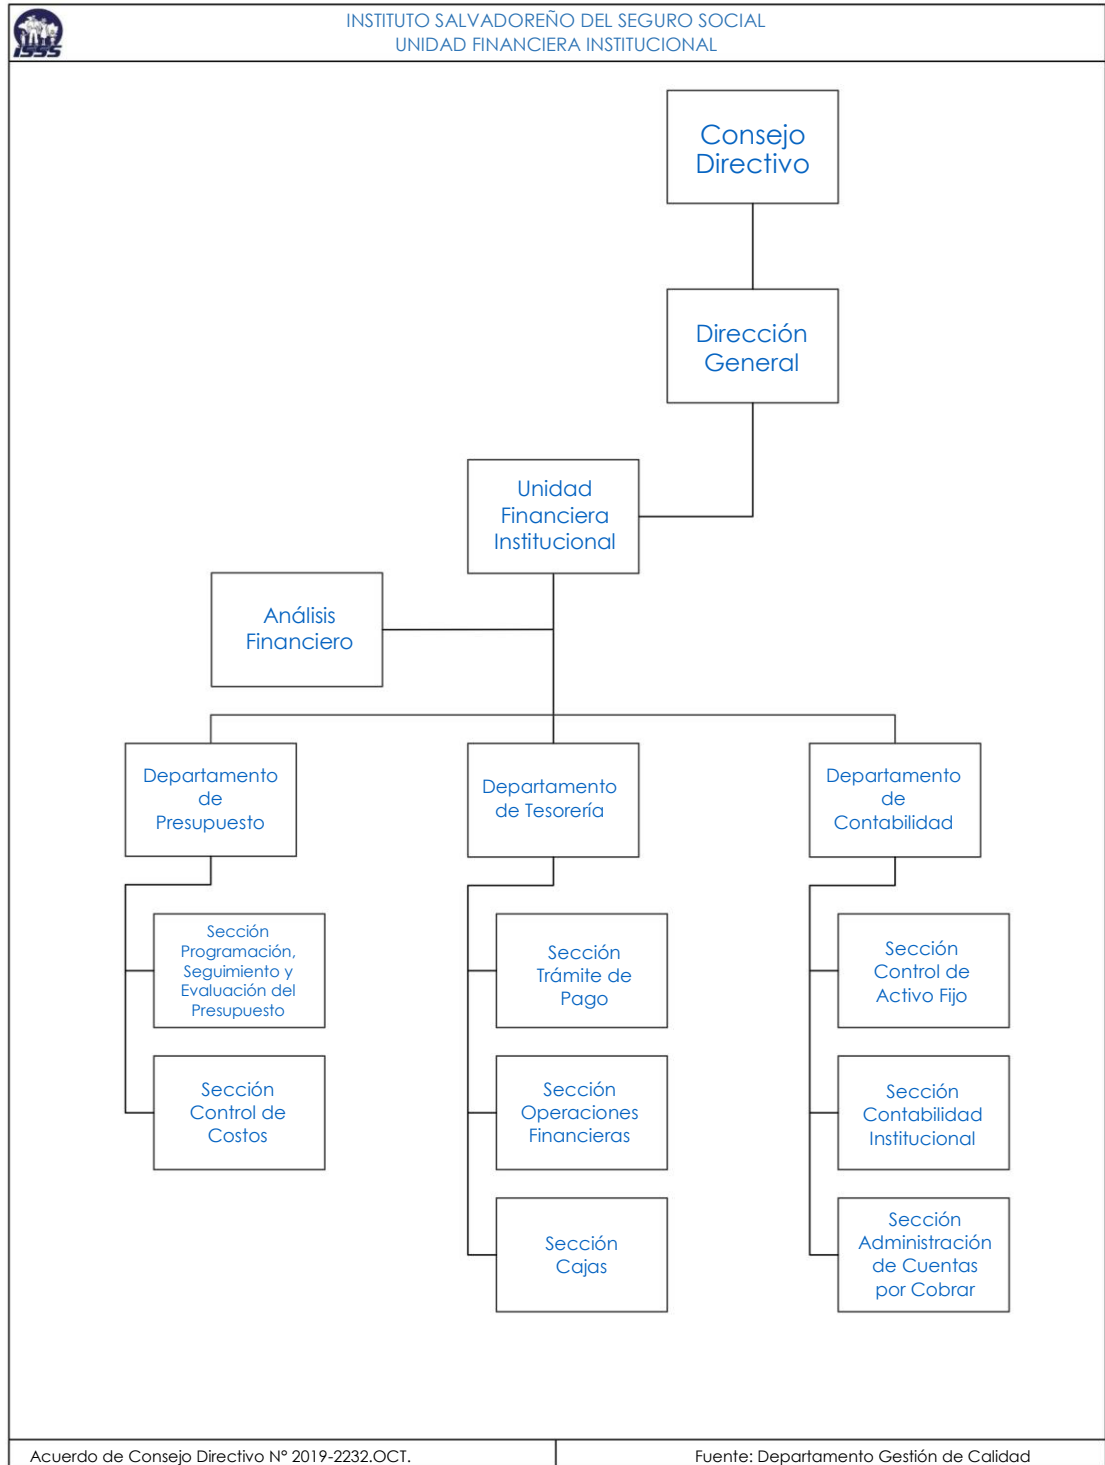 ISSS
INSTITUTO SALVADOREÑO DEL SEGURO SOCIAL
UNIDAD FINANCIERA INSTITUCIONAL
Consejo
Directivo
Dirección
General
Unidad
Financiera
Institucional
Análisis
Financiero
Departamento
de
Presupuesto
Departamento
de Tesorería
Departamento
de
Contabilidad
Sección
Programación,
Seguimiento y
Evaluación del
Presupuesto
Sección
Trámite de
Pago
Sección
Control de
Activo Fijo
Sección
Control de
Costos
Sección
Operaciones
Financieras
Sección
Contabilidad
Institucional
Sección
Cajas
Sección
Administración
de Cuentas
por Cobrar
Acuerdo de Consejo Directivo N° 2019-2232.OCT.
Fuente: Departamento Gestión de Calidad